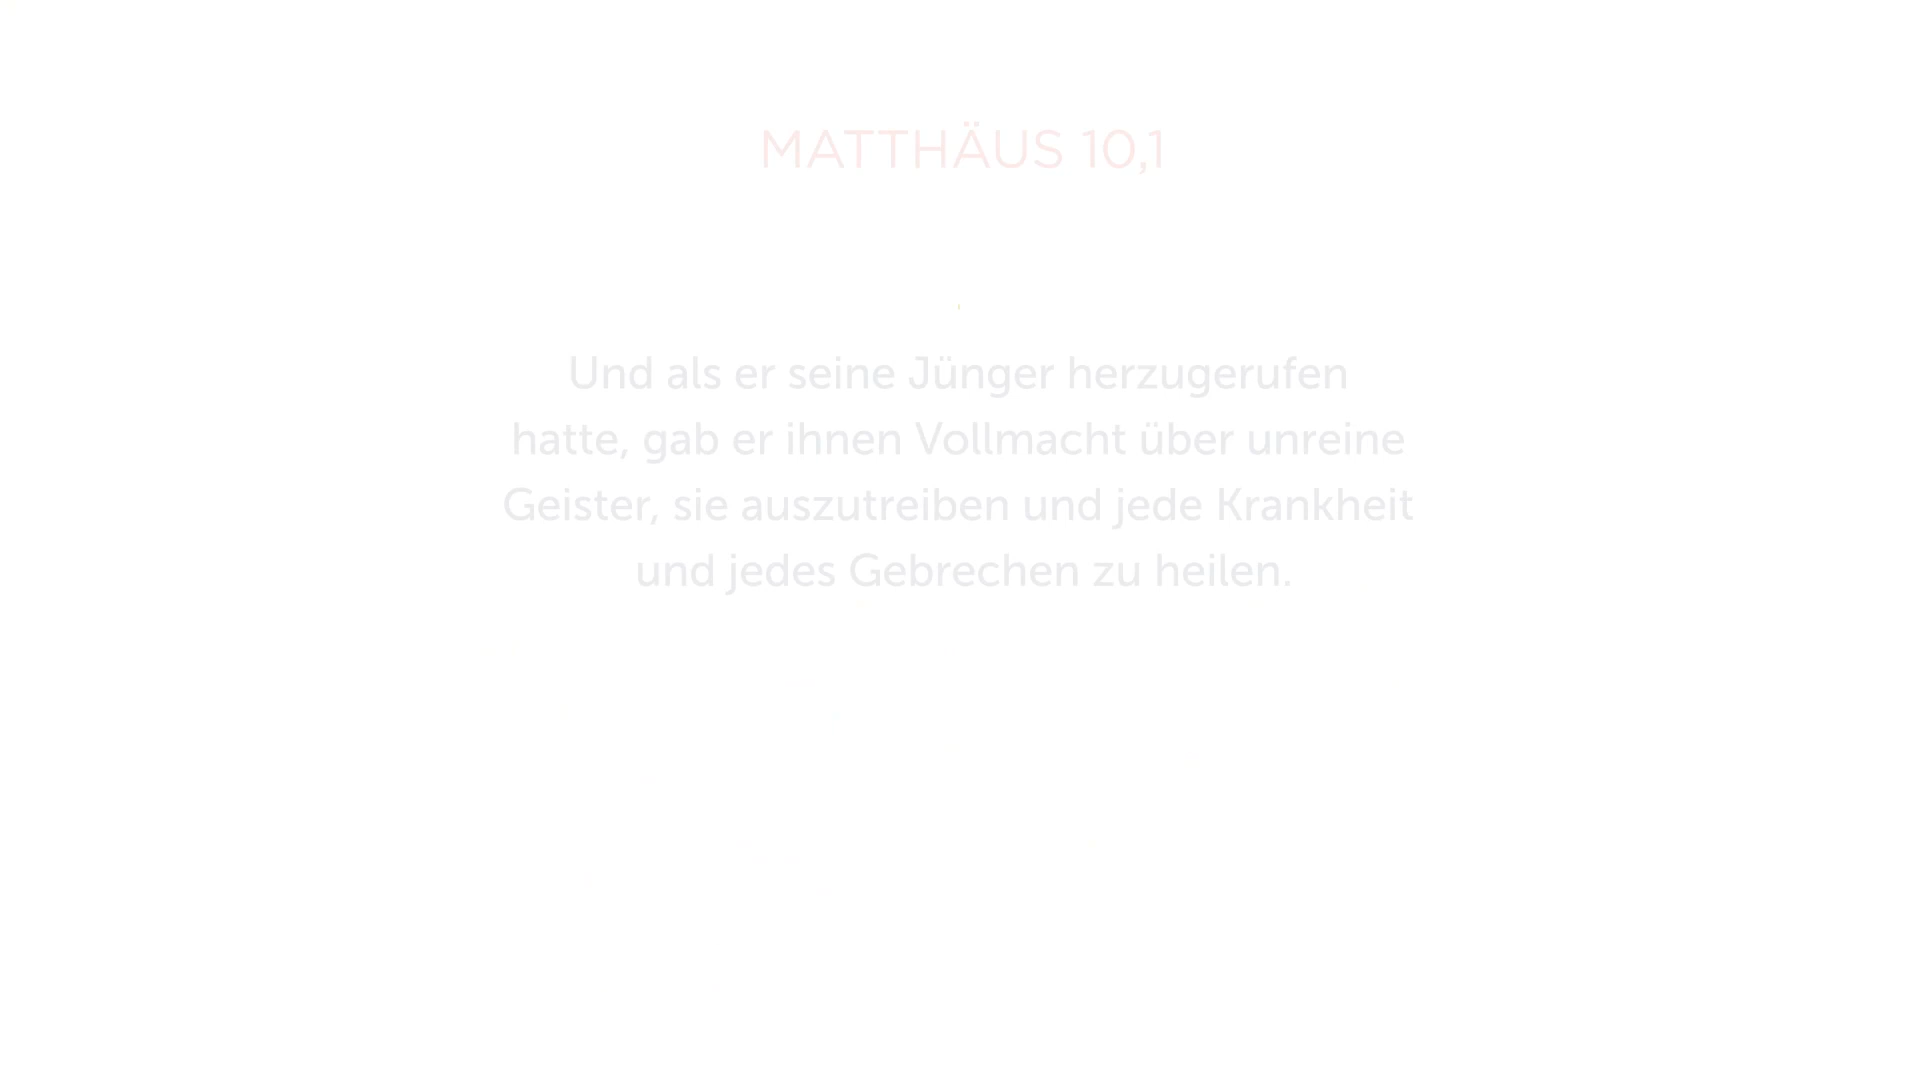 MATTHÄUS 10,1
Und als er seine Jünger herzugerufen
hatte, gab er ihnen Vollmacht über unreine
Geister, sie auszutreiben und jede Krankheit
und jedes Gebrechen zu heilen.